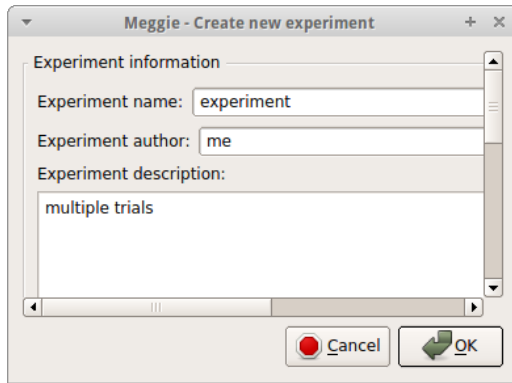 Meggie - Create new experiment
Experiment information
Experiment name: experiment
Experiment author: me
Experiment description:
multiple trials
Cancel OK